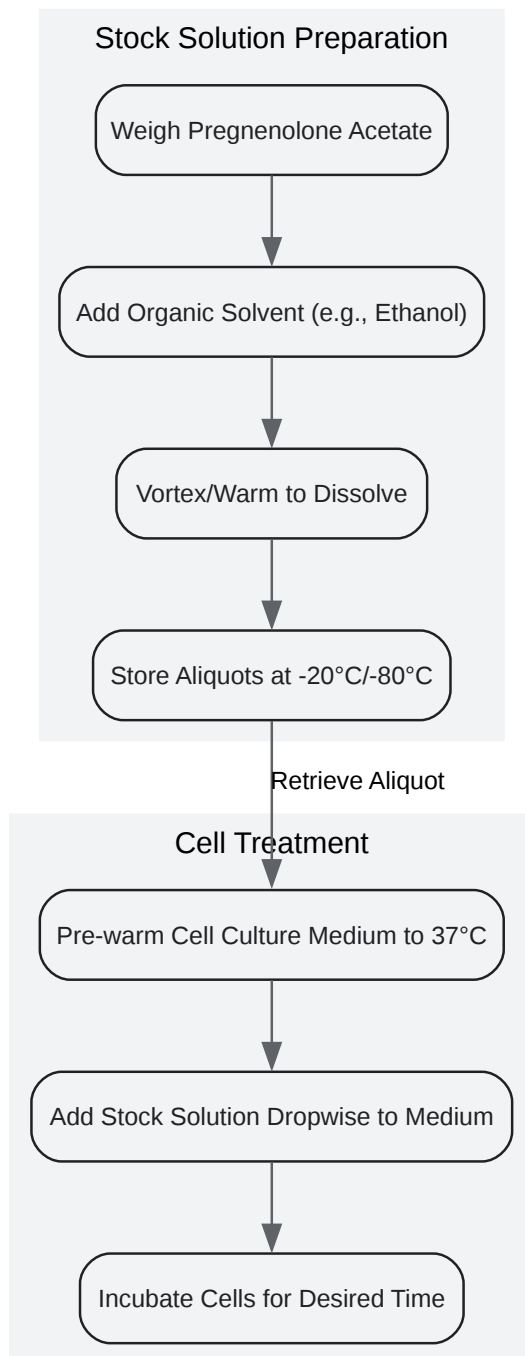 Stock Solution Preparation
Weigh Pregnenolone Acetate
Add Organic Solvent (e.g., Ethanol)
Vortex/Warm to Dissolve
Store Aliquots at -20°C/-80°C
Retrieve Aliquot
Cell Treatment
Pre-warm Cell Culture Medium to 37°C
Add Stock Solution Dropwise to Medium
Incubate Cells for Desired Time